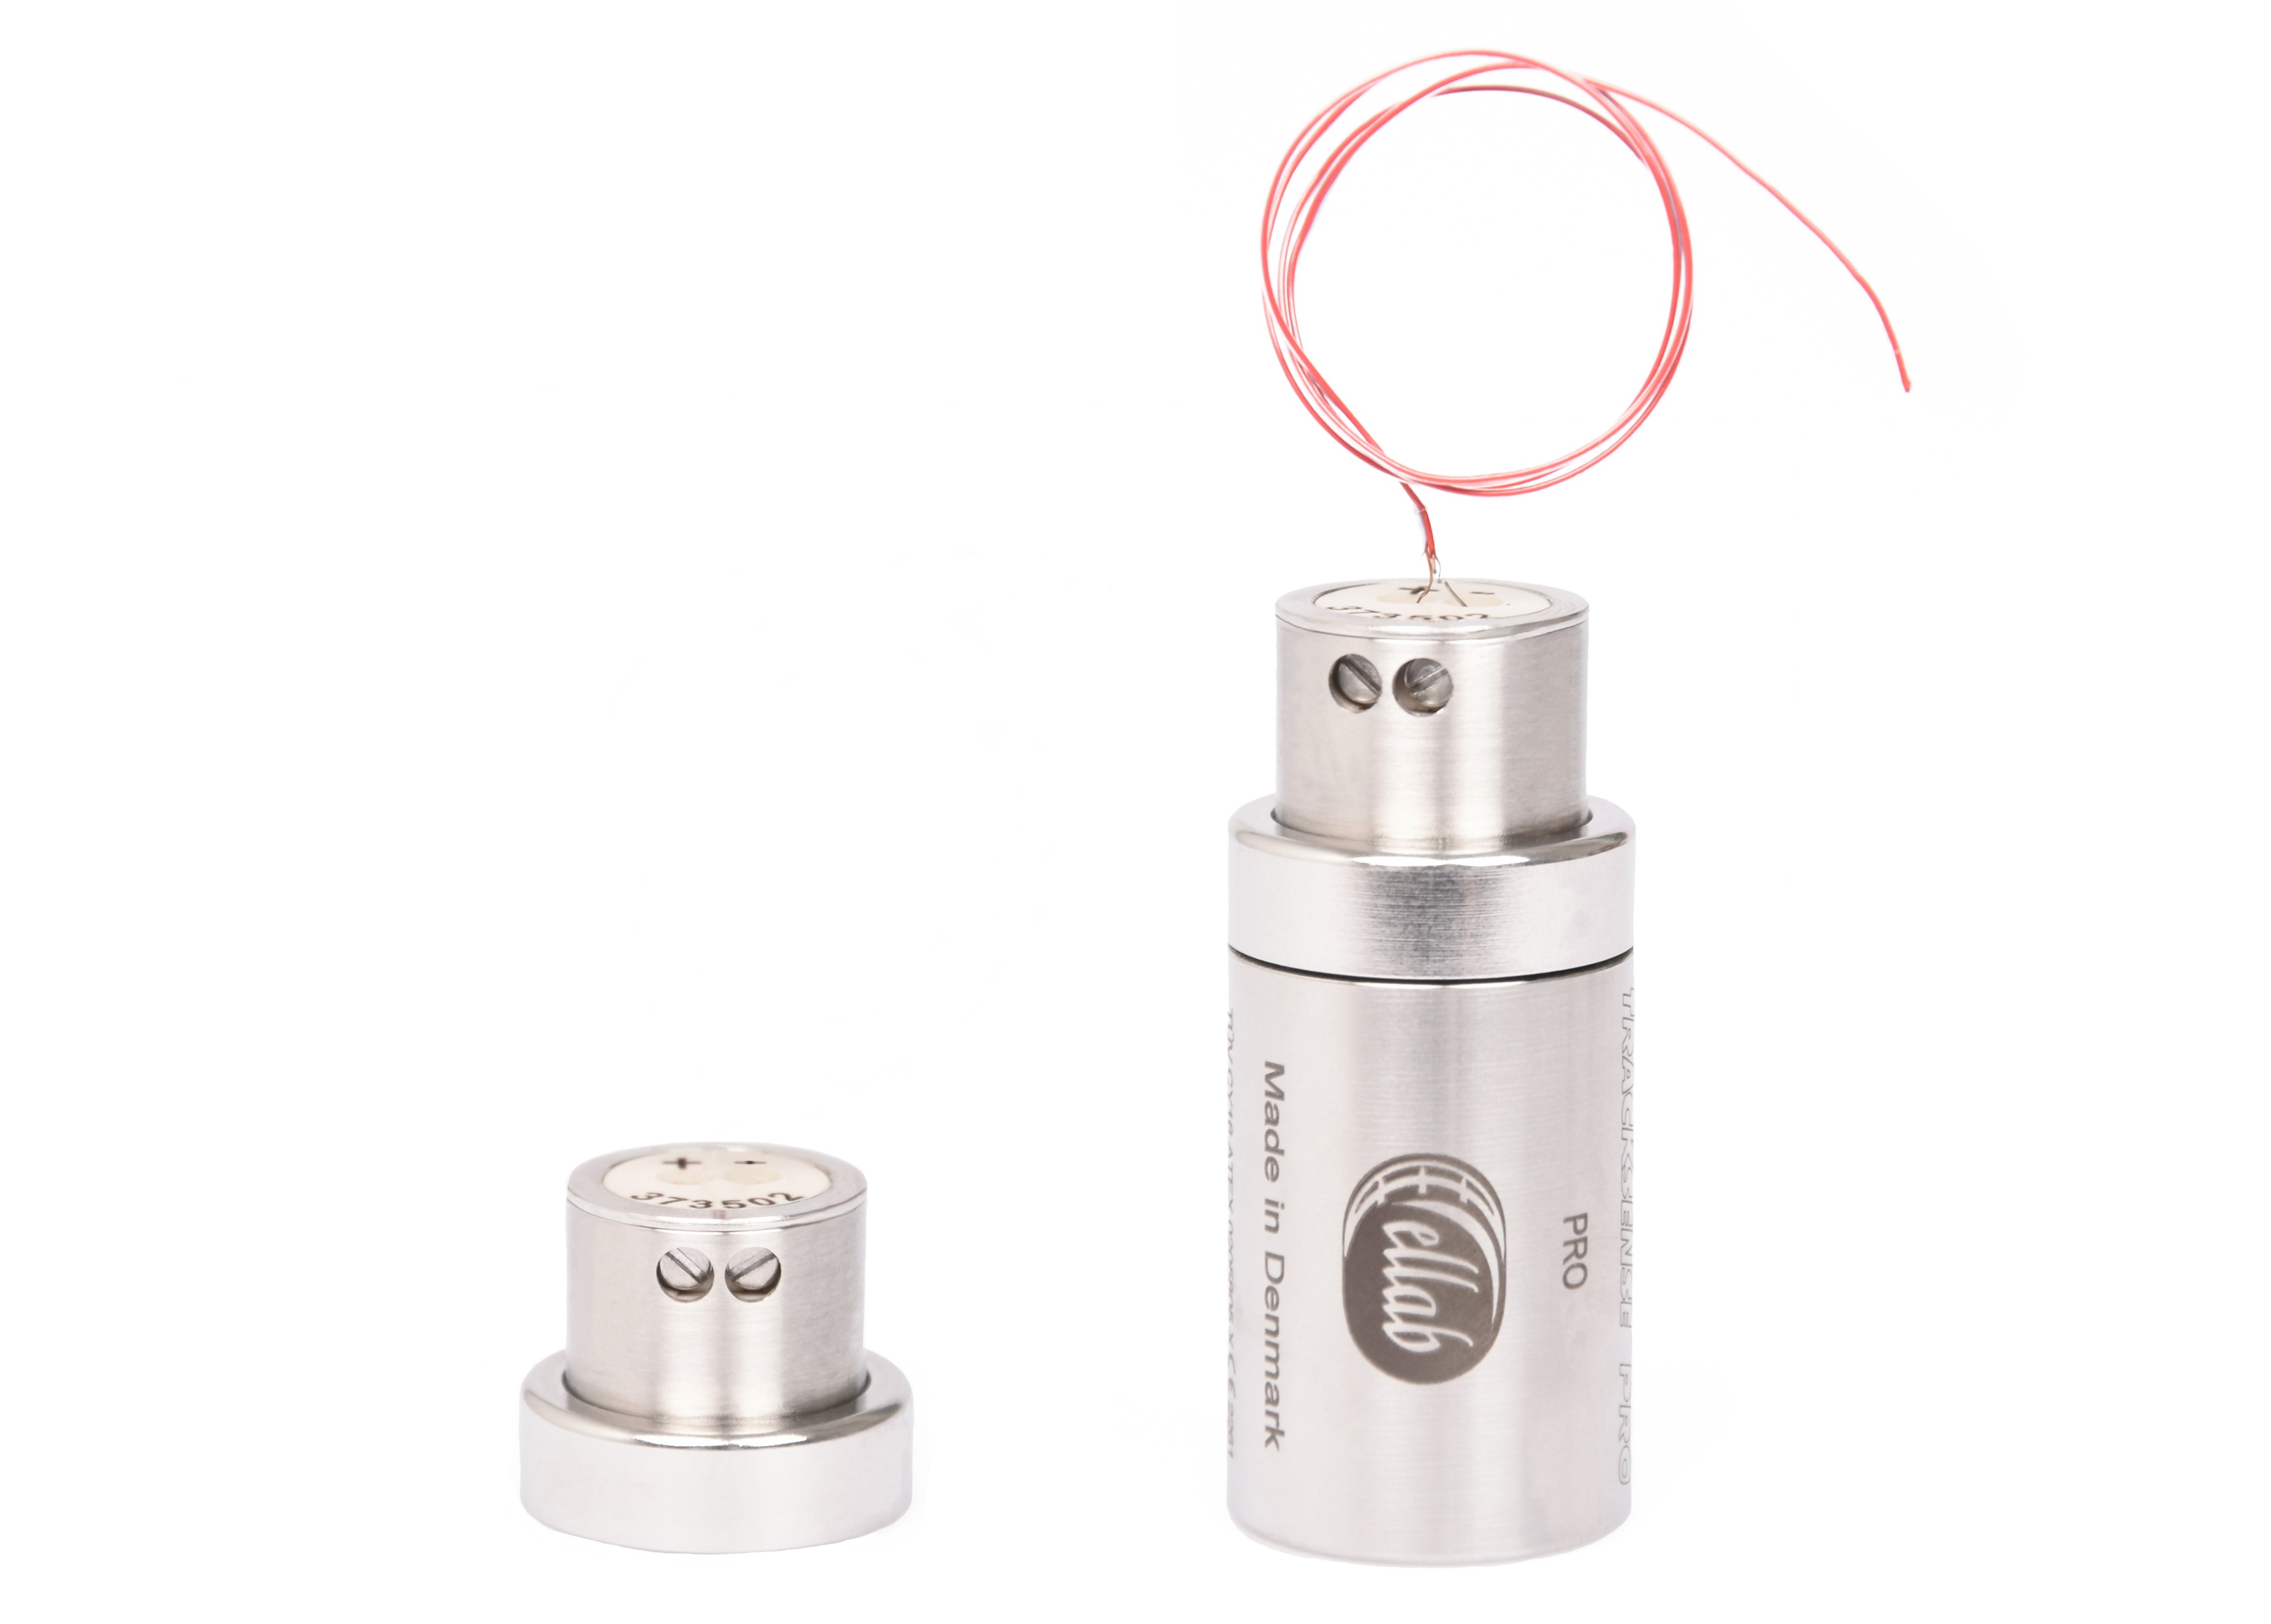 + -
373502
+ -
373502
TRACKSENSE PRO
PRO
ellab
Made in Denmark